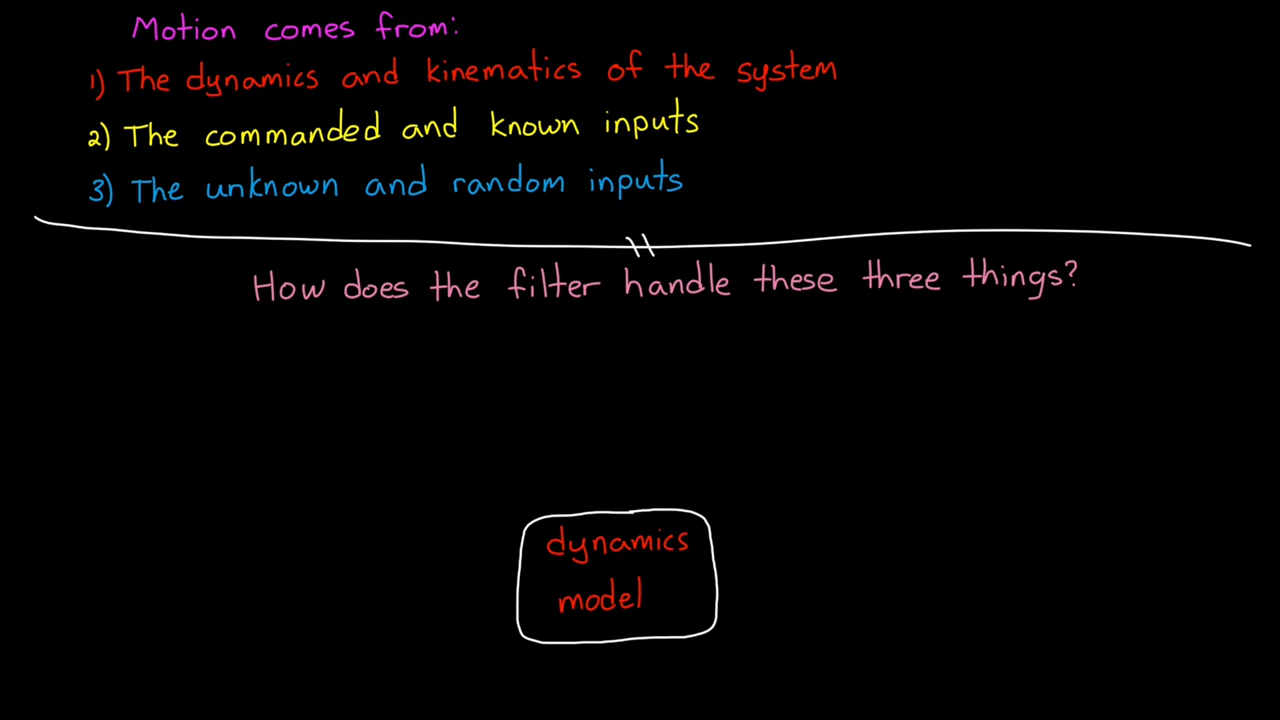 Motion comes from:
1) The dynamics and kinematics of the system
2) The commanded and known inputs
3) The unknown and random inputs
How does the filter handle these three things?
dynamics
model